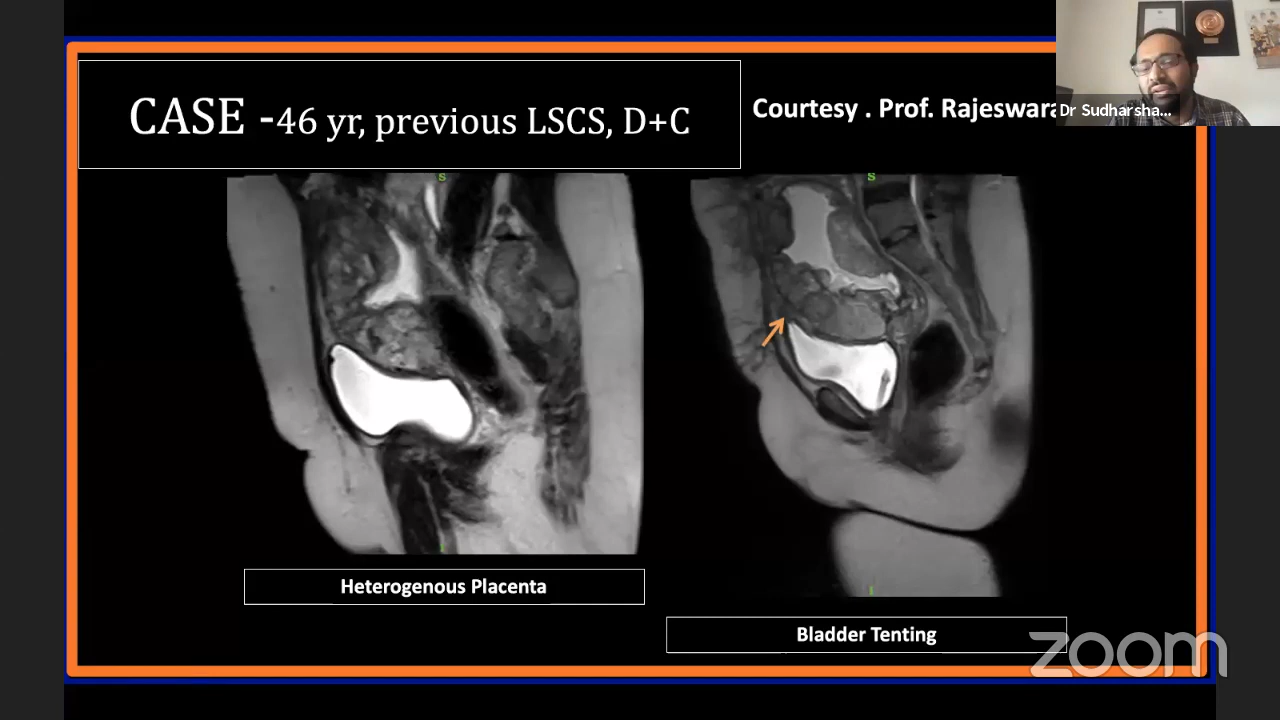 CASE -46 yr, previous LSCS, D+C
Courtesy . Prof. Rajeswara
Dr Sudharsha...
S
S
I
I
Heterogenous Placenta
Bladder Tenting
zoom